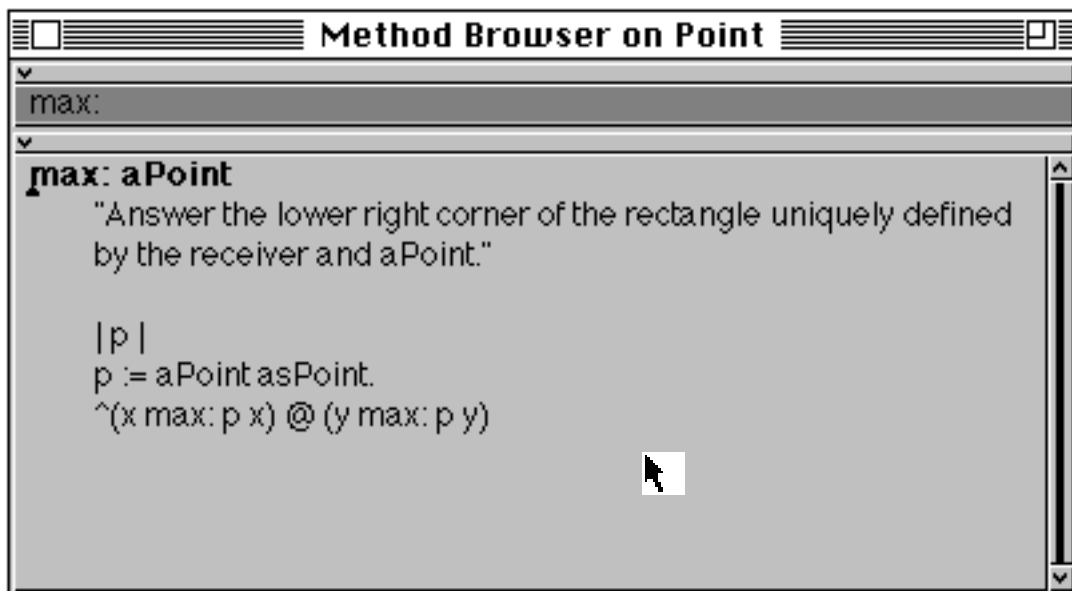 Method Browser on Point
max:
max: aPoint
"Answer the lower right corner of the rectangle uniquely defined
by the receiver and aPoint."
| p |
p := aPoint asPoint.
^(x max: p x) @ (y max: p y)